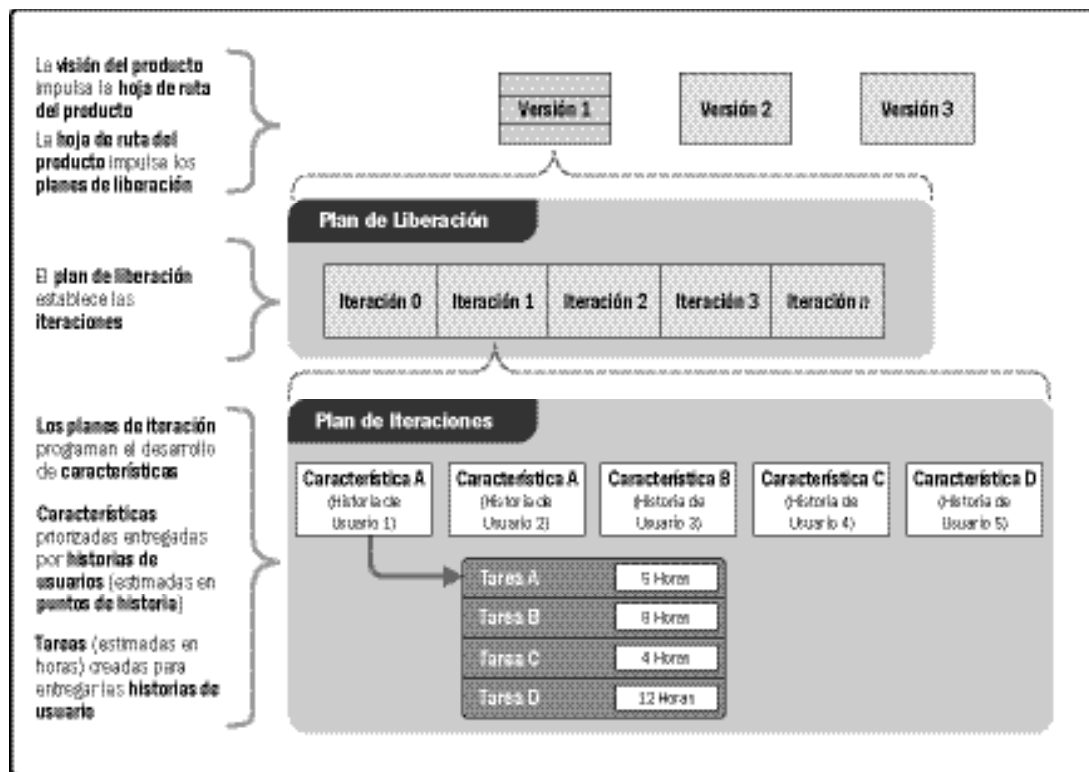 La visión del producto
impulsa la hoja de ruta
del producto
La hoja de ruta del
producto impulsa los
planes de liberación
Versión 1
Versión 2
Versión 3
Plan de Liberación
El plan de liberación
establece las
iteraciones
Iteración 0
Iteración 1
Iteración 2
Iteración 3
Iteración n
Plan de Iteraciones
Los planes de iteración
programan el desarrollo
de características
Características
priorizadas entregadas
por historias de
usuarios (estimadas en
puntos de historia)
Tareas (estimadas en
horas) creadas para
entregar las historias de
usuario
Característica A
(Historia de
Usuario 1)
Característica A
(Historia de
Usuario 2)
Característica B
(Historia de
Usuario 3)
Característica C
(Historia de
Usuario 4)
Característica D
(Historia de
Usuario 5)
Tarea A
Horas
Tarea B
Horas
Tarea C
4 Horas
Tarea D
12 Horas